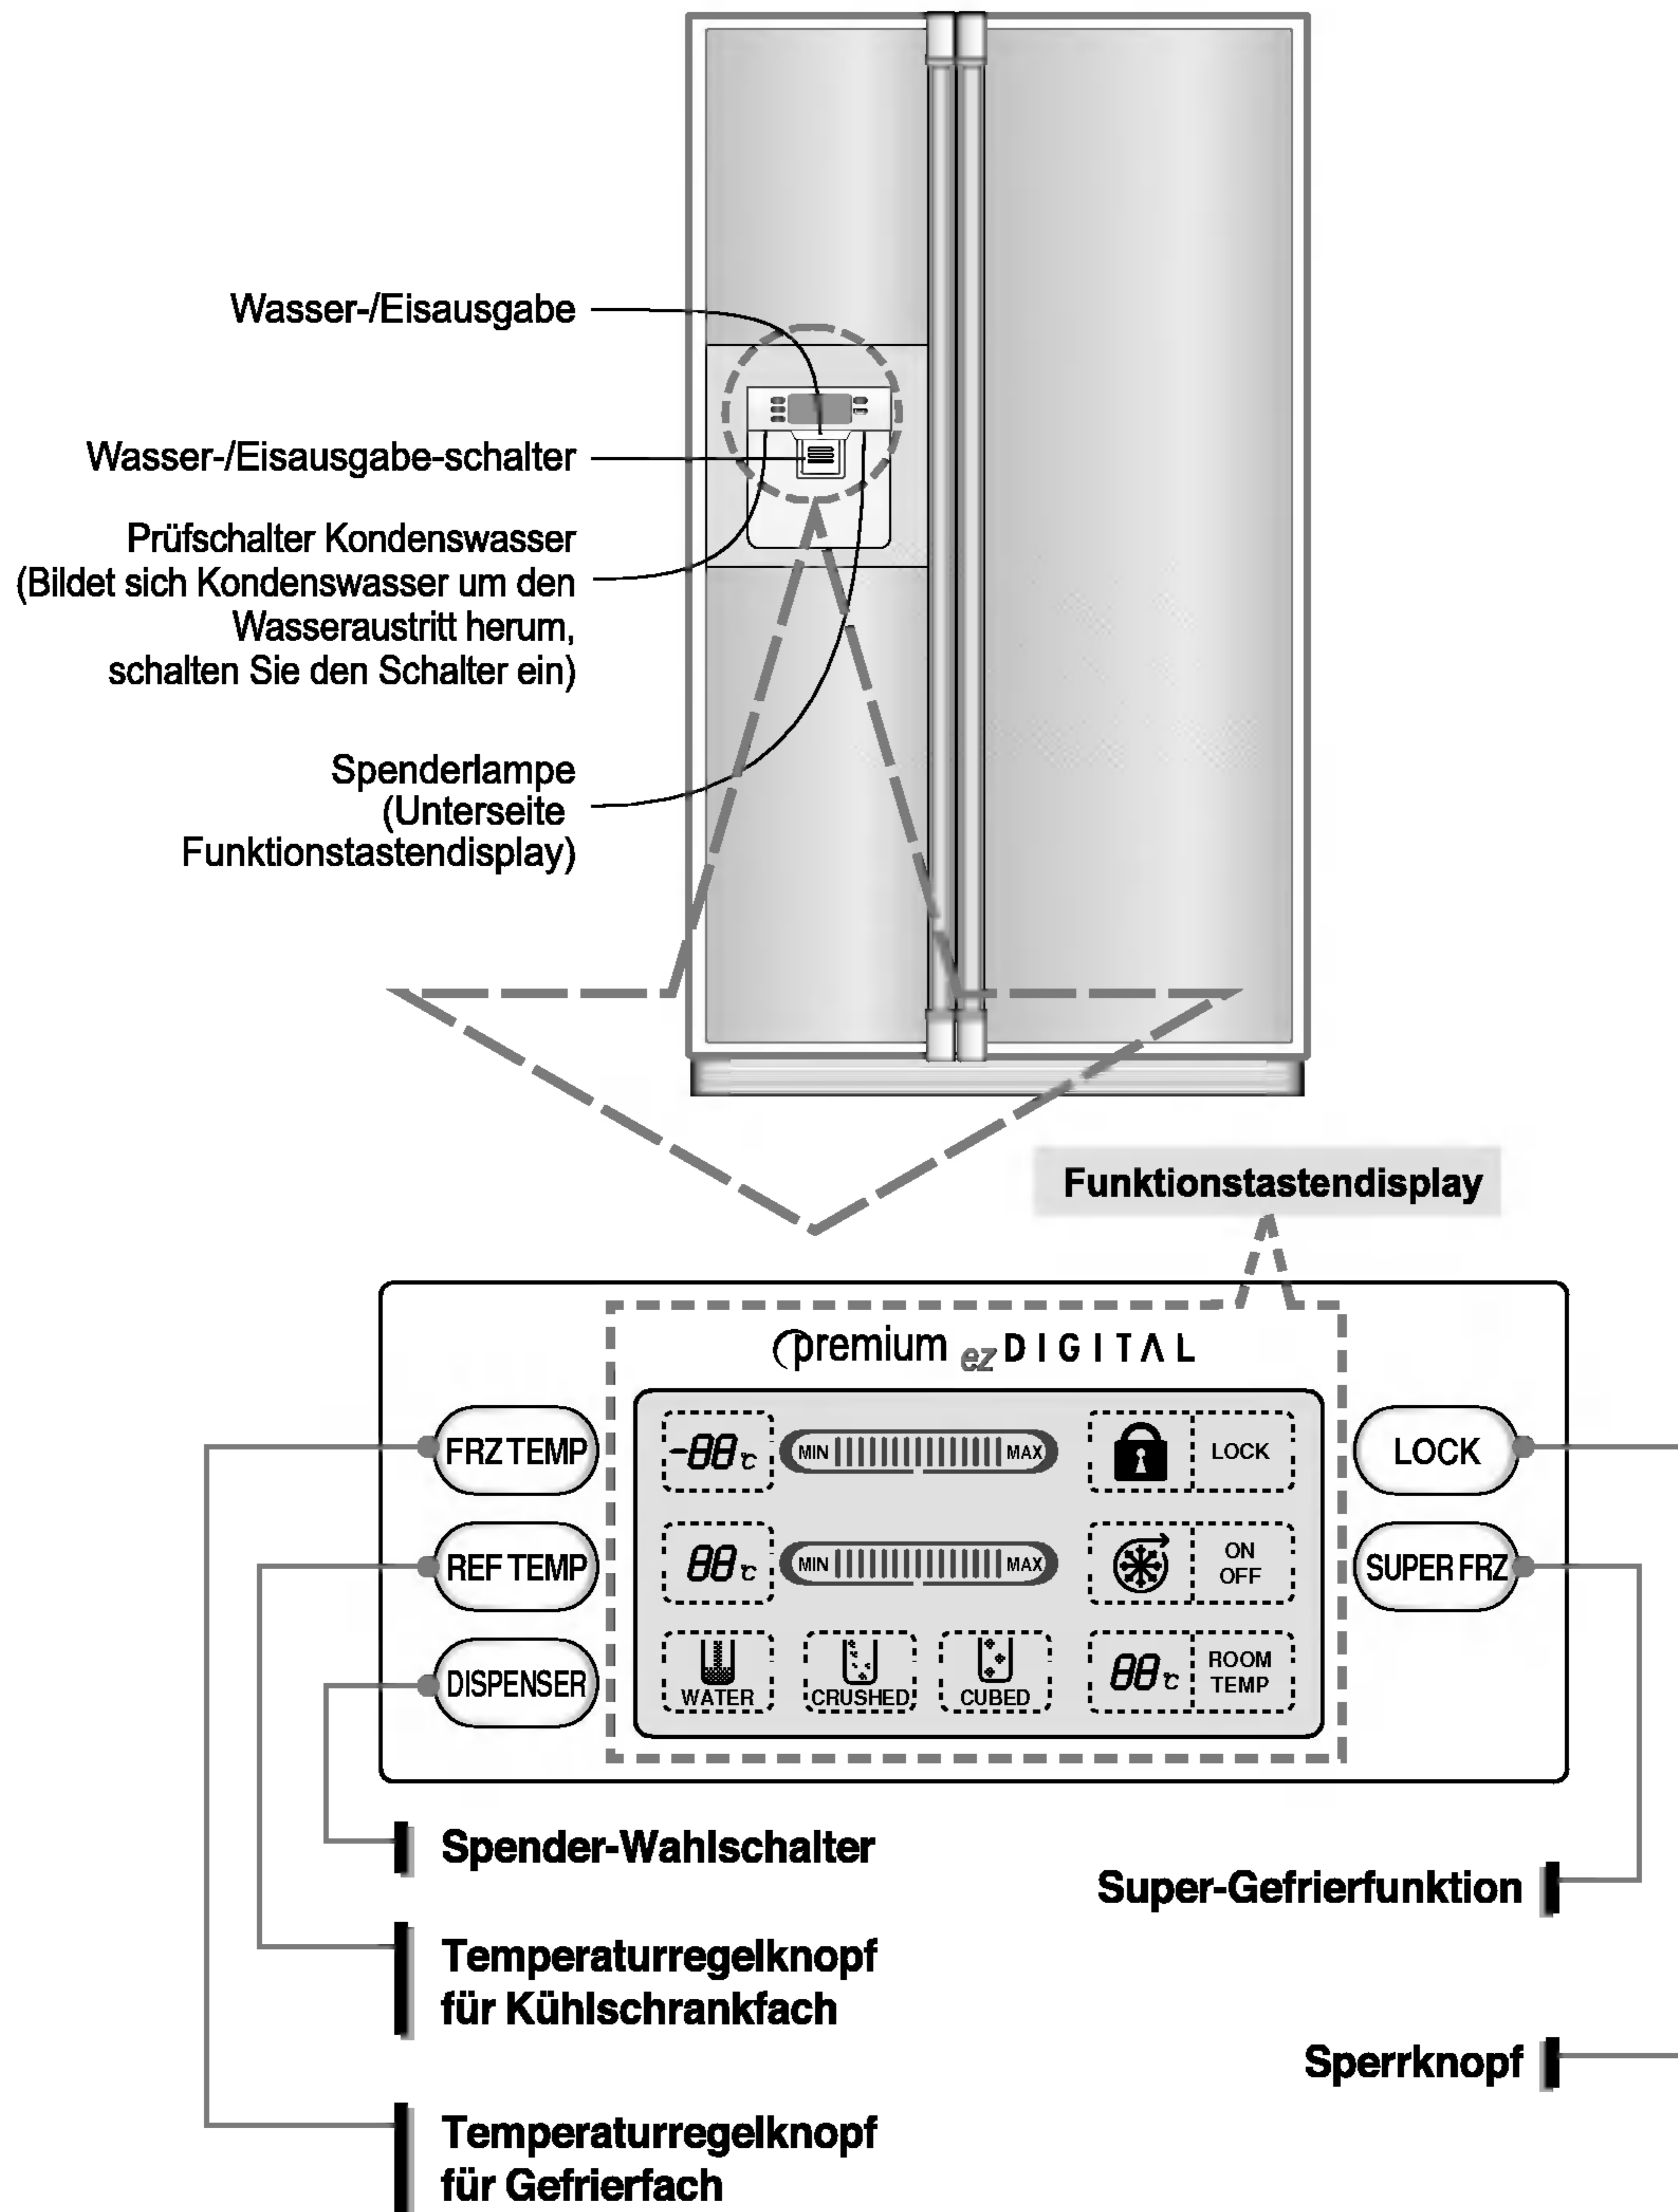 Wasser-/Eisausgabe
Wasser-/Eisausgabe-schalter
Prüfschalter Kondenswasser
(Bildet sich Kondenswasser um den
Wasseraustritt herum,
schalten Sie den Schalter ein)
Spenderlampe
(Unterseite
Funktionstastendisplay)
Funktionstastendisplay
premium ez DIGITAL
FRZ TEMP
-88 °C
MIN
MAX
LOCK
LOCK
REF TEMP
88 °C
MIN
MAX
ON
OFF
SUPER FRZ
DISPENSER
WATER
CRUSHED
CUBED
88 °C
ROOM
TEMP
Spender-Wahlschalter
Super-Gefrierfunktion
Temperaturregelknopf
für Kühlschrankfach
Sperrknopf
Temperaturregelknopf
für Gefrierfach